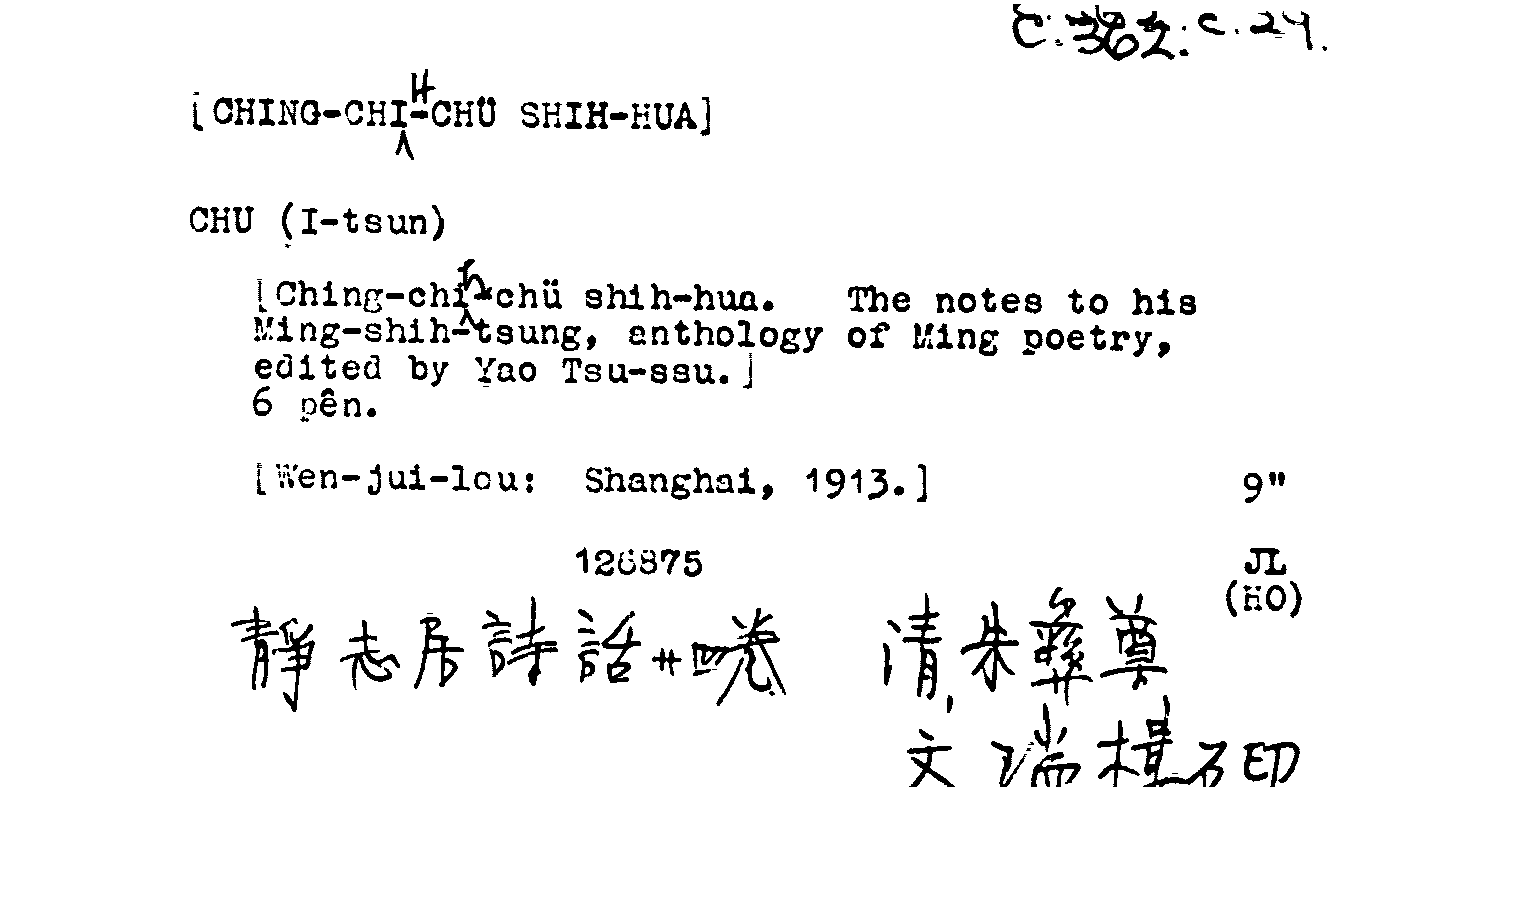 C. 362. C. 24.
[CHING-CHIH-CHÜ SHIH-HUA]
CHU (I-tsun)
[Ching-chih-chü shih-hua. The notes to his
Ming-shih-tsung, anthology of Ming poetry,
edited by Yao Tsu-ssu.]
6 pên.
[Wen-jui-lou: Shanghai, 1913.] 9"
126875 JL
(HO)
靜志居詩話廿四卷 清朱彝尊
文瑞樓石印